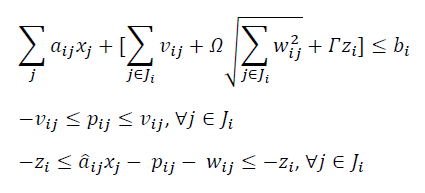 ∑_j a_{ij}x_j + [∑_{j∈J_i} v_{ij} + Ω √(∑_{j∈J_i} w_{ij}^2) + Γz_i] ≤ b_i
−v_{ij} ≤ p_{ij} ≤ v_{ij}, ∀j ∈ J_i
−z_i ≤ â_{ij}x_j − p_{ij} − w_{ij} ≤ −z_i, ∀j ∈ J_i